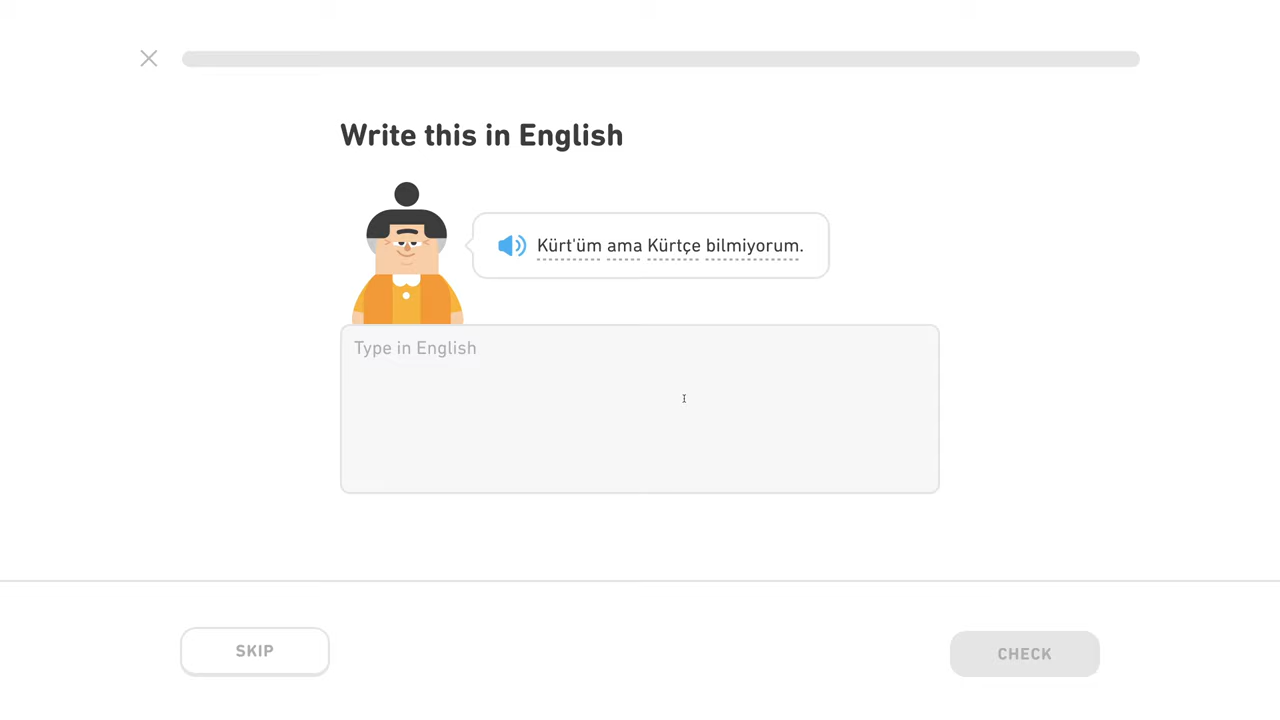 Write this in English
Kürt'üm ama Kürtçe bilmiyorum.
Type in English
SKIP
CHECK